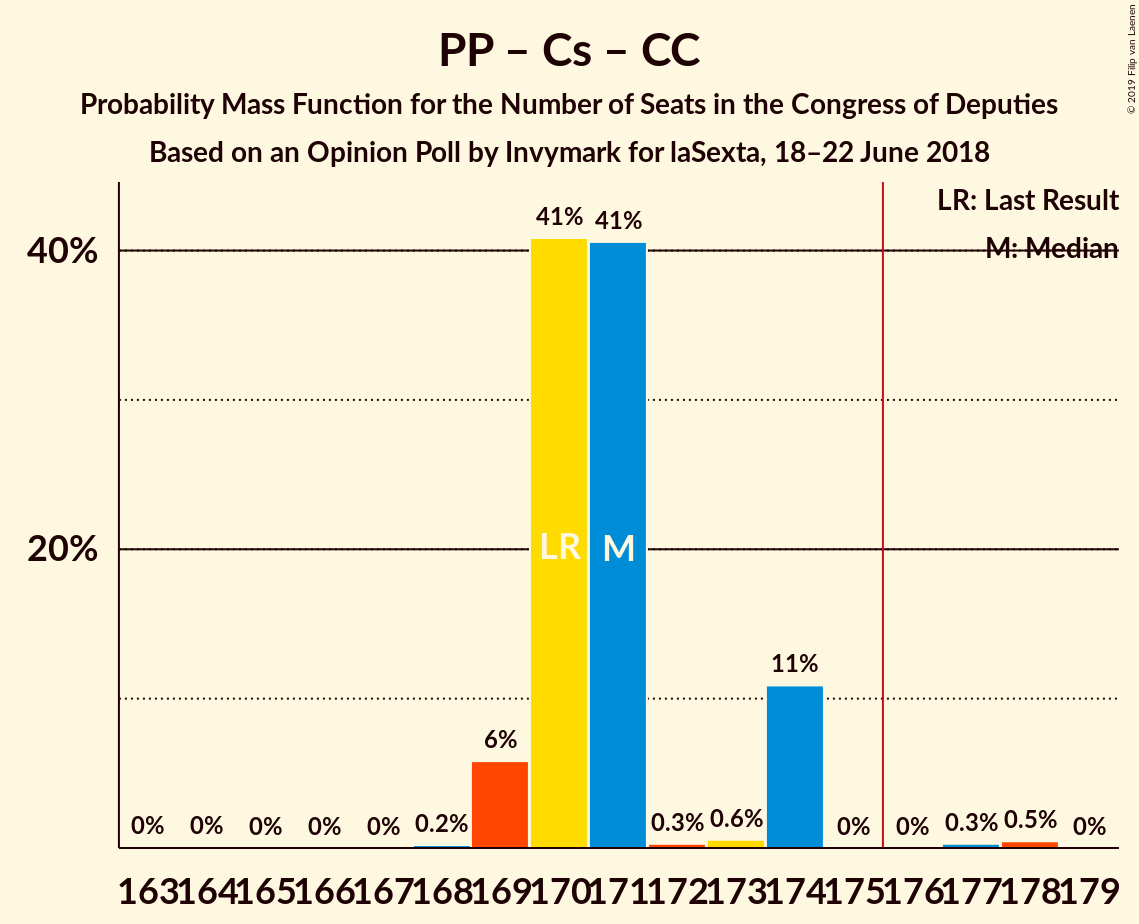 PP – Cs – CC
Probability Mass Function for the Number of Seats in the Congress of Deputies
Based on an Opinion Poll by Invymark for laSexta, 18–22 June 2018
© 2019 Filip van Laenen
LR: Last Result
M: Median
40%
20%
0% 0% 0% 0% 0% 0.2% 6% 41% 41% 0.3% 0.6% 11% 0% 0% 0.3% 0.5% 0%
LR M
163 164 165 166 167 168 169 170 171 172 173 174 175 176 177 178 179